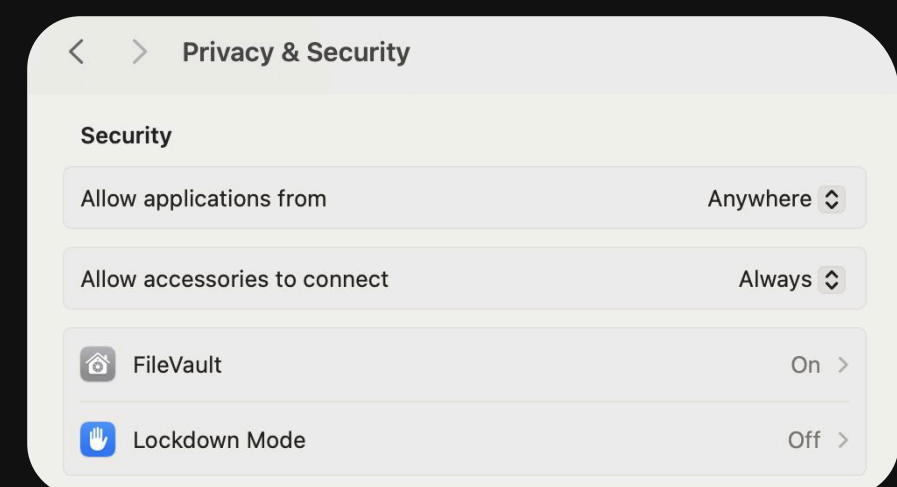 Privacy & Security
Security
Allow applications from Anywhere
Allow accessories to connect Always
FileVault On
Lockdown Mode Off